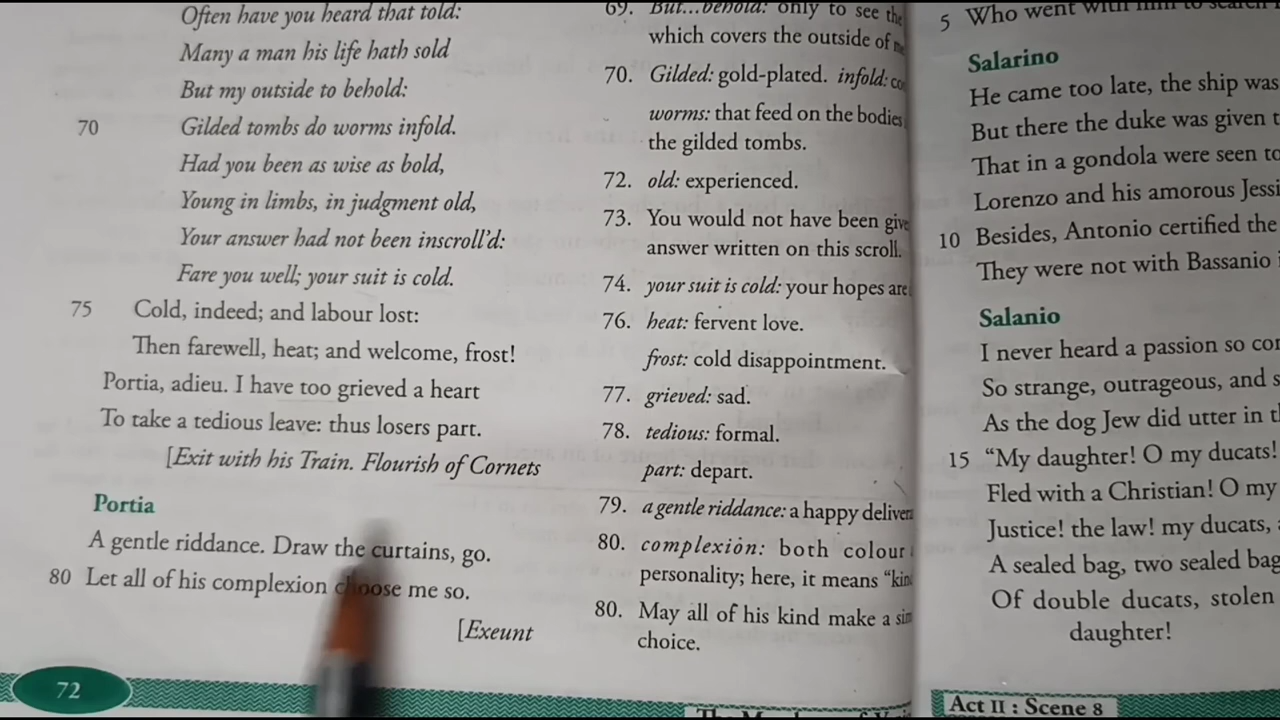 Often have you heard that told:
Many a man his life hath sold
But my outside to behold:
70 Gilded tombs do worms infold.
Had you been as wise as bold,
Young in limbs, in judgment old,
Your answer had not been inscroll'd:
Fare you well; your suit is cold.
75 Cold, indeed; and labour lost:
Then farewell, heat; and welcome, frost!
Portia, adieu. I have too grieved a heart
To take a tedious leave: thus losers part.
[Exit with his Train. Flourish of Cornets
Portia
A gentle riddance. Draw the curtains, go.
80 Let all of his complexion choose me so.
[Exeunt
72
69. But...behold: only to see the
which covers the outside of
70. Gilded: gold-plated. infold:
worms: that feed on the bodies
the gilded tombs.
72. old: experienced.
73. You would not have been
answer written on this scroll.
74. your suit is cold: your hopes are
76. heat: fervent love.
frost: cold disappointment.
77. grieved: sad.
78. tedious: formal.
part: depart.
79. a gentle riddance: a happy
80. complexion: both colour
personality; here, it means
80. May all of his kind make a
choice.
5 Who went with him to search
Salarino
He came too late, the ship was
But there the duke was given
That in a gondola were seen to
Lorenzo and his amorous
10 Besides, Antonio certified the
They were not with Bassanio
Salanio
I never heard a passion so
So strange, outrageous, and
As the dog Jew did utter in
15 "My daughter! O my ducats!
Fled with a Christian! O my
Justice! the law! my ducats,
A sealed bag, two sealed
Of double ducats, stolen
daughter!
Act II : Scene 8